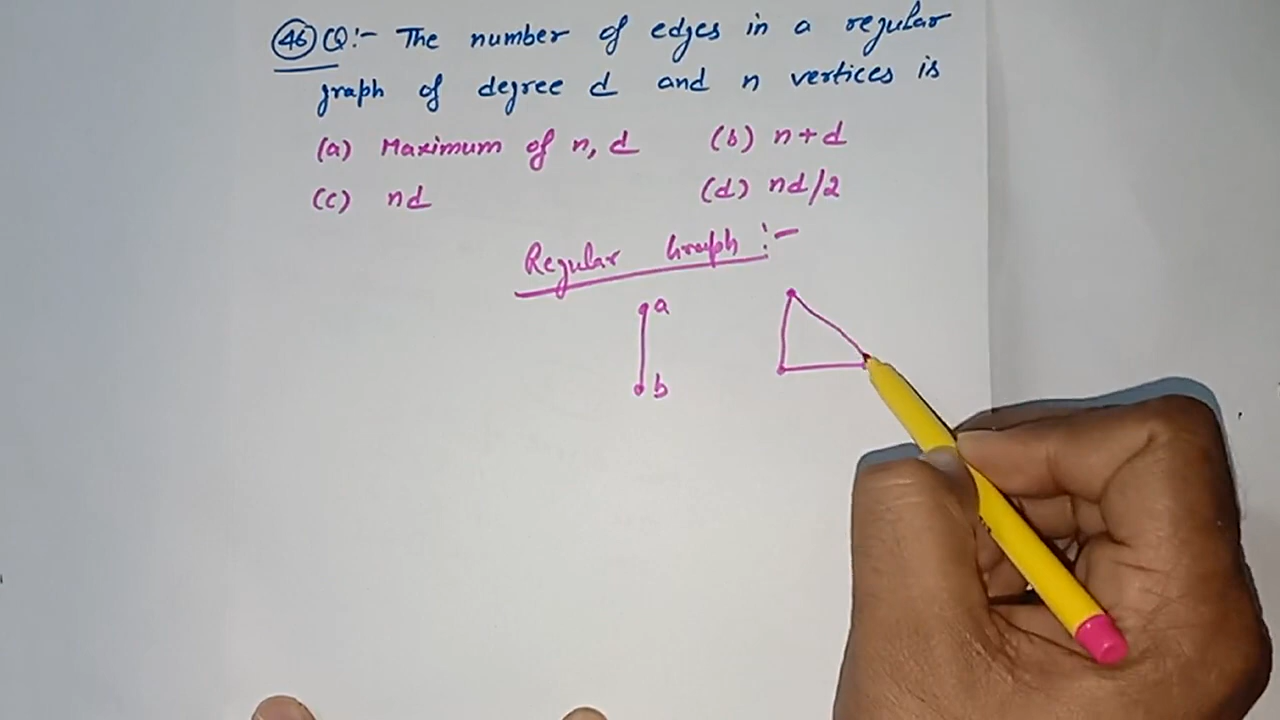 46 Q:- The number of edges in a regular
graph of degree d and n vertices is
(a) Maximum of n, d (b) n+d
(c) nd (d) nd/2
Regular Graph :-
a
b